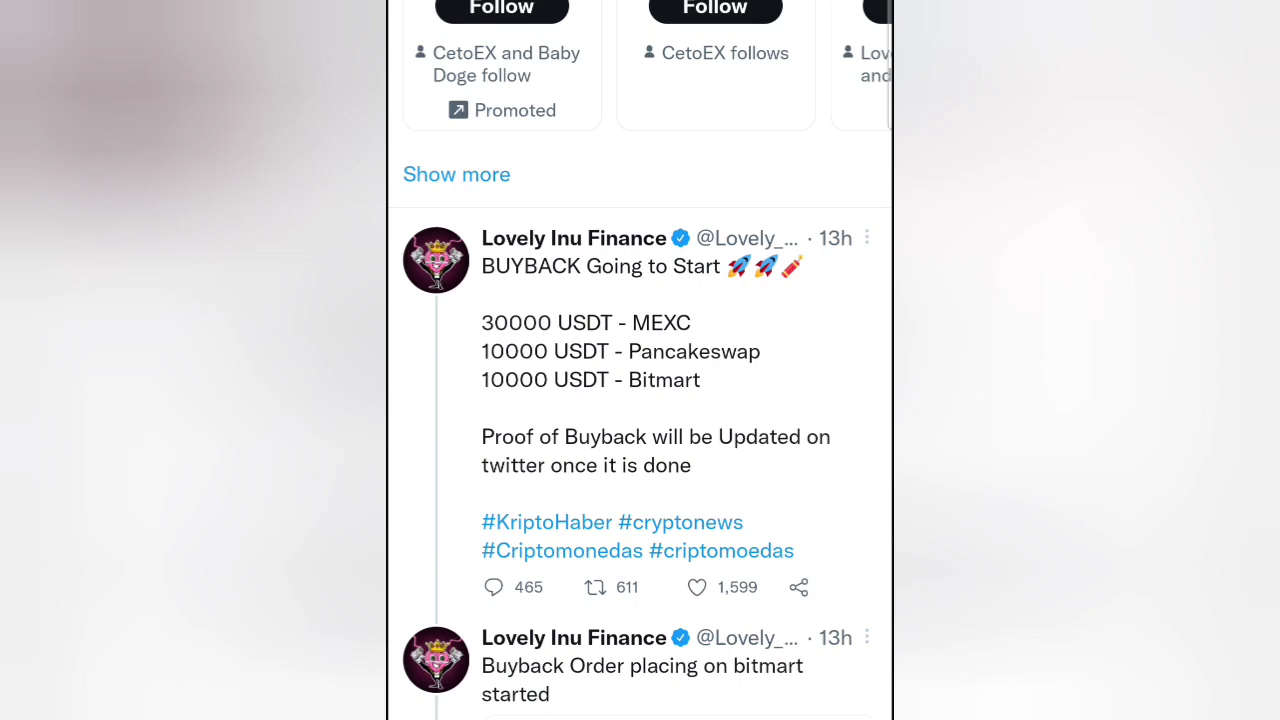 Follow Follow
CetoEX and Baby Doge follow
CetoEX follows
Promoted
Show more
Lovely Inu Finance @Lovely_... · 13h
BUYBACK Going to Start 🚀🚀🧨
30000 USDT - MEXC
10000 USDT - Pancakeswap
10000 USDT - Bitmart
Proof of Buyback will be Updated on
twitter once it is done
#KriptoHaber #cryptonews
#Criptomonedas #criptomoedas
465 611 1,599
Lovely Inu Finance @Lovely_... · 13h
Buyback Order placing on bitmart
started